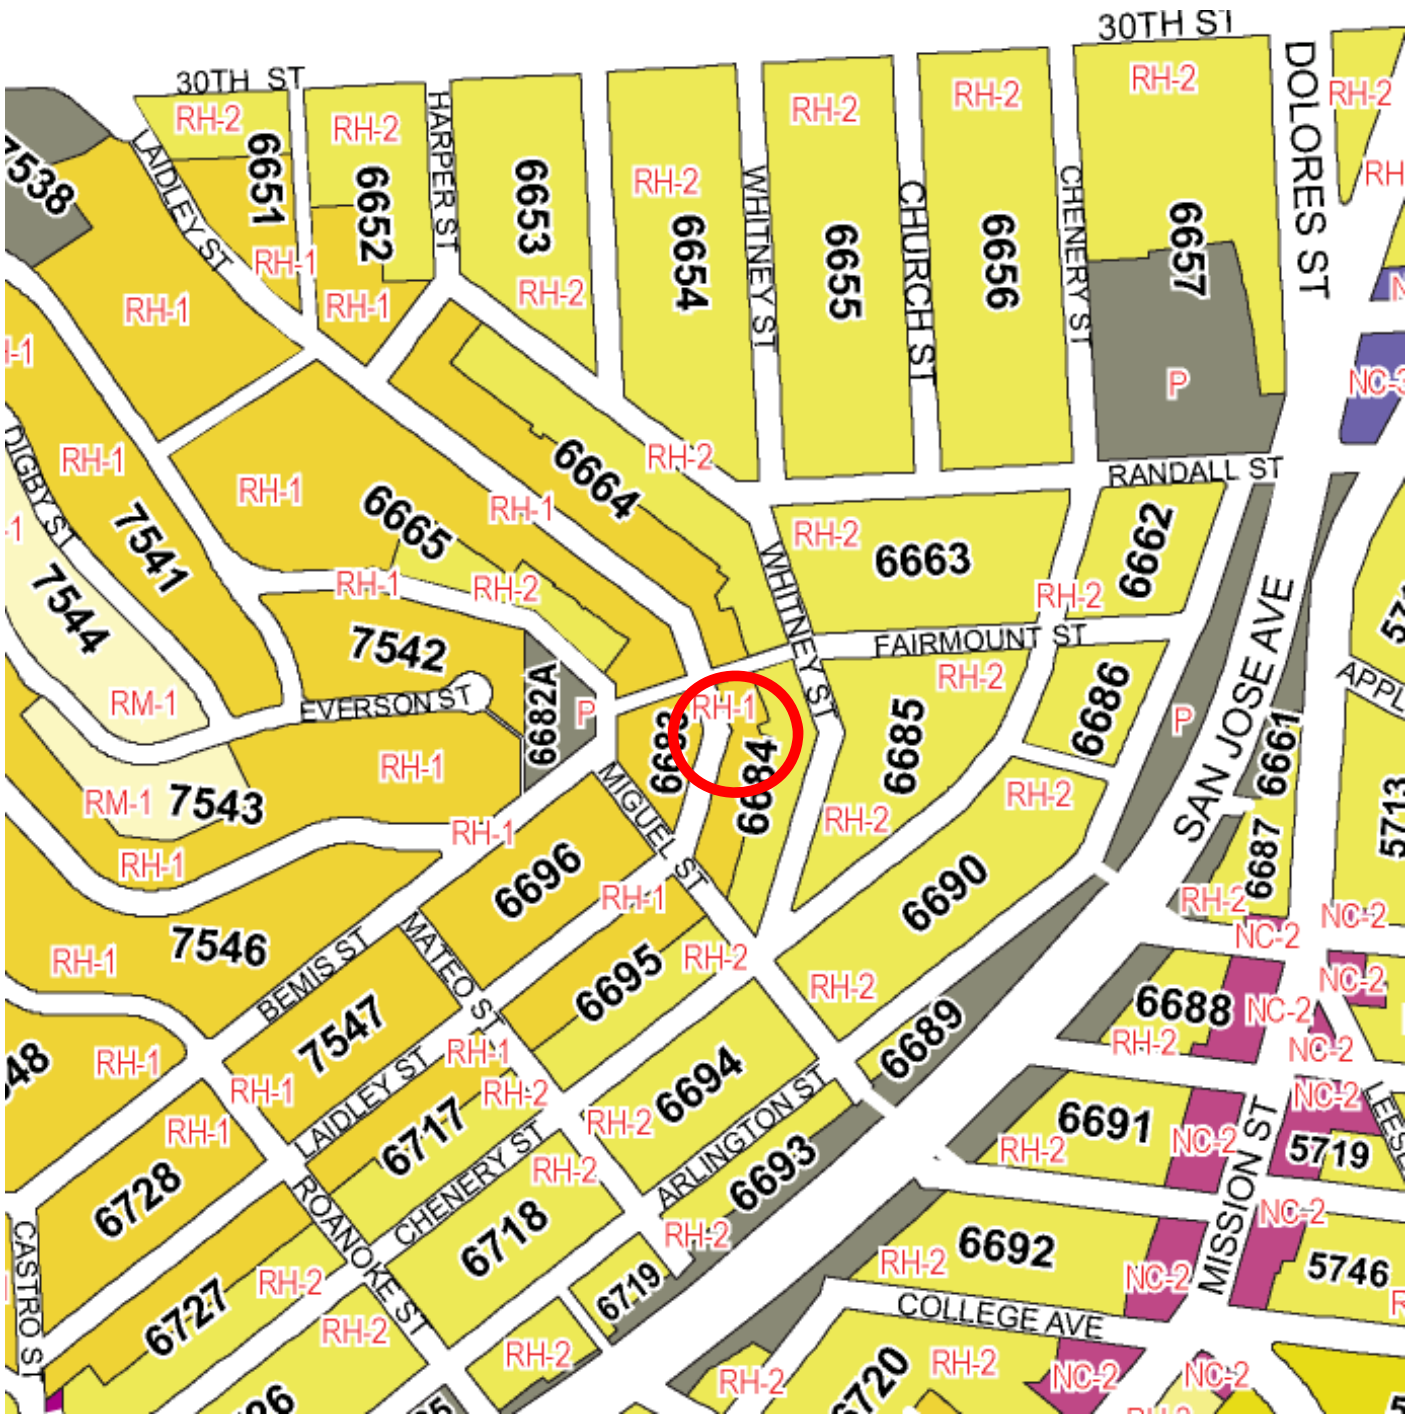 30TH ST
30TH ST
RH-2
RH-2
RH-2
RH-2
RH-2
RH-2
RH-2
DOLORES ST
HARPER ST
LAIDLEY ST
7538
6651
6652
6653
RH-2
6654
WHITNEY ST
6655
CHURCH ST
6656
CHENERY ST
6657
RH-1
RH-1
RH-1
RH-2
P
NC-3
RH-1
DIGBY ST
RH-1
6665
6664
RH-2
RH-1
RANDALL ST
7541
7544
RH-2
6663
6662
RH-1
RH-2
RH-2
WHITNEY ST
FAIRMOUNT ST
SAN JOSE AVE
7542
6682A
P
RM-1
EVERSON ST
RH-1
6683
6684
RH-2
6685
6686
P
6661
APPL
RH-1
RM-1
7543
RH-1
RH-1
MIGUEL ST
RH-2
RH-2
5713
6687
6696
RH-1
6690
RH-2
NC-2
NC-2
7546
RH-1
BEMIS ST
MATEO ST
6695
RH-2
RH-2
NC-2
6688
RH-2
NC-2
NC-2
7547
RH-1
RH-1
LAIDLEY ST
RH-1
RH-2
6694
6689
NC-2
RH-1
6717
CHENERY ST
RH-2
ARLINGTON ST
6693
6691
RH-2
NC-2
MISSION ST
5719
6728
ROANOKE ST
RH-2
6718
RH-2
6692
RH-2
NC-2
NC-2
5746
CASTRO ST
6727
RH-2
RH-2
6719
COLLEGE AVE
RH-2
RH-2
6720
RH-2
NC-2
NC-2